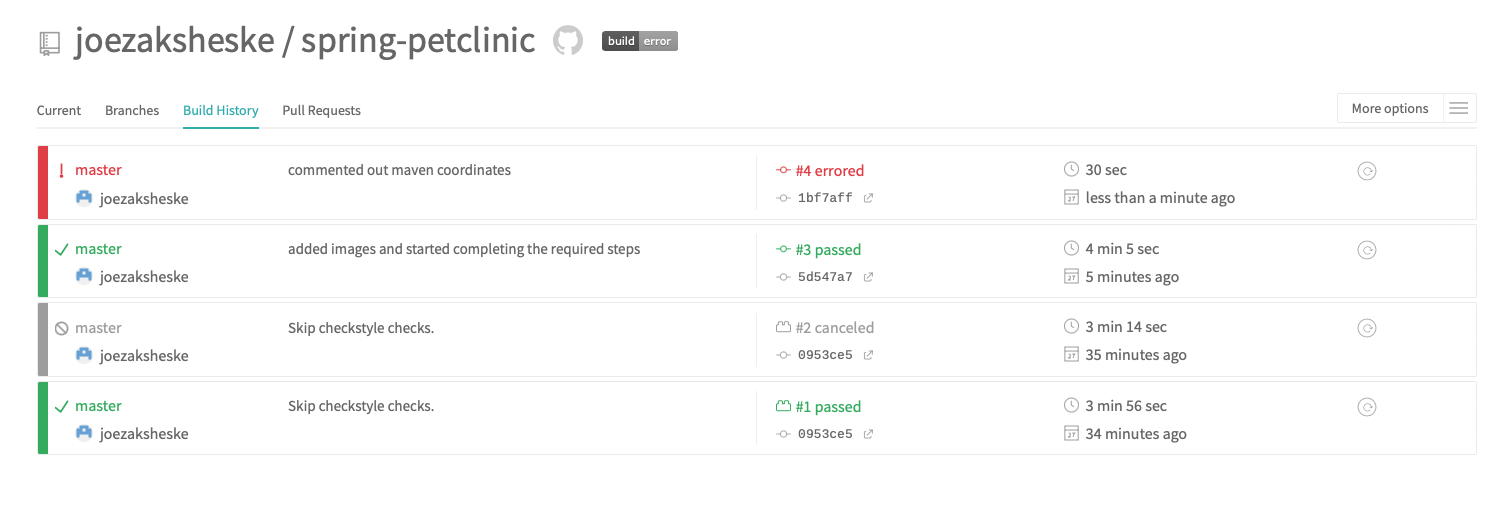 joezaksheske / spring-petclinic build error
Current Branches Build History Pull Requests More options
master commented out maven coordinates #4 errored 30 sec
joezaksheske 1bf7aff less than a minute ago
master added images and started completing the required steps #3 passed 4 min 5 sec
joezaksheske 5d547a7 5 minutes ago
master Skip checkstyle checks. #2 canceled 3 min 14 sec
joezaksheske 0953ce5 35 minutes ago
master Skip checkstyle checks. #1 passed 3 min 56 sec
joezaksheske 0953ce5 34 minutes ago